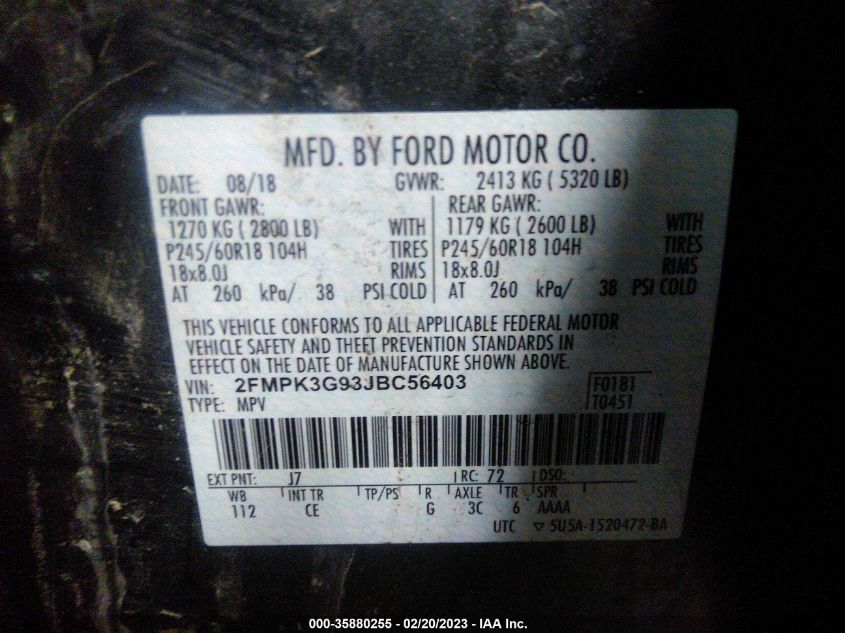 MFD. BY FORD MOTOR CO.
DATE: 08/18 GVWR: 2413 KG ( 5320 LB)
FRONT GAWR: REAR GAWR:
1270 KG ( 2800 LB) WITH 1179 KG ( 2600 LB) WITH
P245/60R18 104H TIRES P245/60R18 104H TIRES
18x8.0J RIMS 18x8.0J RIMS
AT 260 kPa/ 38 PSI COLD AT 260 kPa/ 38 PSI COLD
THIS VEHICLE CONFORMS TO ALL APPLICABLE FEDERAL MOTOR
VEHICLE SAFETY AND THEFT PREVENTION STANDARDS IN
EFFECT ON THE DATE OF MANUFACTURE SHOWN ABOVE.
VIN: 2FMPK3G93JBC56403 F0181
TYPE: MPV T0451
EXT PNT: J7 RC: 72 DSO:
WB INT TR TP/PS R AXLE TR SPR
112 CE G 3C 6 AAAA
UTC ▽ 5U5A-1520472-BA
000-35880255 - 02/20/2023 - IAA Inc.